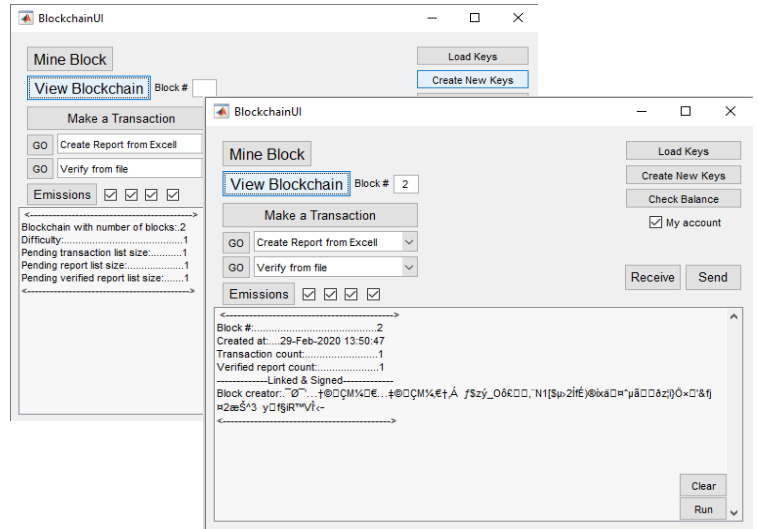 BlockchainUI
Mine Block
Load Keys
View Blockchain Block #
Create New Keys
Make a Transaction
GO Create Report from Excell
GO Verify from file
Emissions
<------------------------------------------->
Blockchain with number of blocks:.2
Difficulty:..........................................1
Pending transaction list size:...........1
Pending report list size:....................1
Pending verified report list size:.......1
<------------------------------------------->
BlockchainUI
Mine Block
Load Keys
View Blockchain Block # 2
Create New Keys
Make a Transaction
Check Balance
My account
GO Create Report from Excell
GO Verify from file
Receive Send
Emissions
<------------------------------------------->
Block #:...........................................2
Created at:....29-Feb-2020 13:50:47
Transaction count:..........................1
Verified report count:.....................1
-------------Linked & Signed-------------
Block creator:.
<------------------------------------------->
Clear
Run